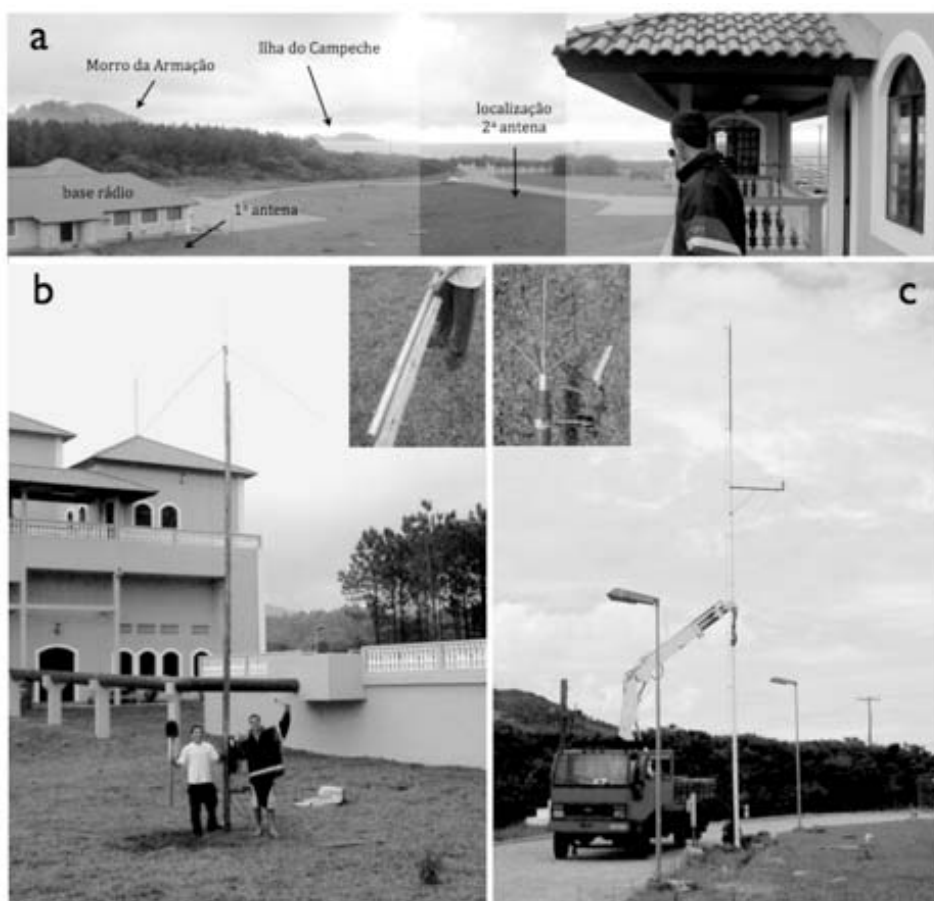 a
Ilha do Campeche
Morro da Armação
localização
2ª antena
base rádio
1ª antena
b
c